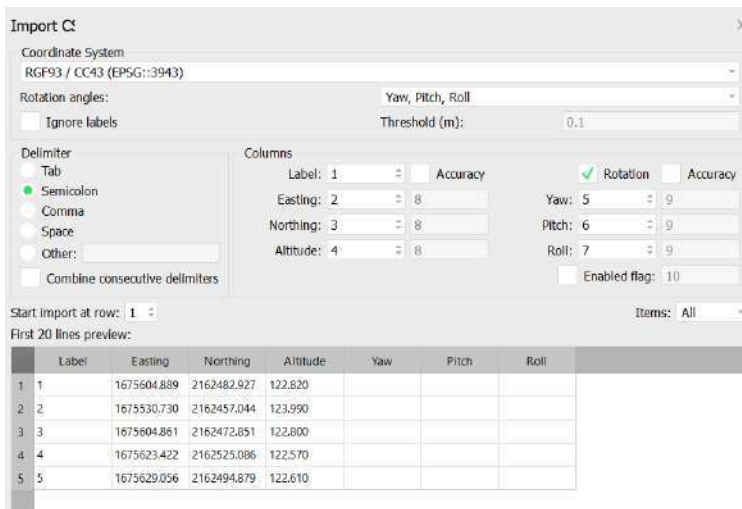 Import C
Coordinate System
RGF93 / CC43 (EPSG::3943)
Rotation angles: Yaw, Pitch, Roll
Ignore labels Threshold (m): 0.1
Delimiter Columns
Tab Label: 1 Accuracy Rotation Accuracy
Semicolon Easting: 2 8 Yaw: 5 9
Comma Northing: 3 8 Pitch: 6 9
Space Altitude: 4 8 Roll: 7 9
Other:
Combine consecutive delimiters Enabled flag: 10
Start import at row: 1 Items: All
First 20 lines preview:
Label Easting Northing Altitude Yaw Pitch Roll
1 1 1675604.889 2162482.927 122.820
2 2 1675530.730 2162457.044 123.990
3 3 1675604.861 2162472.851 122.800
4 4 1675623.422 2162525.086 122.570
5 5 1675629.056 2162494.879 122.610